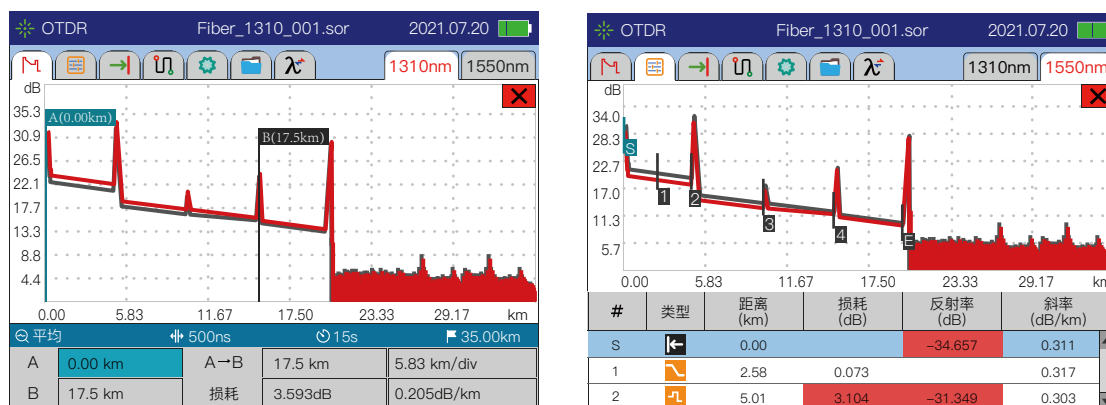 OTDR Fiber_1310_001.sor 2021.07.20
1310nm 1550nm
dB
35.3
30.9
26.5
22.1
17.7
13.3
8.8
4.4
A(0.00km)
B(17.5km)
0.00 5.83 11.67 17.50 23.33 29.17 km
平均 500ns 15s 35.00km
A 0.00 km A→B 17.5 km 5.83 km/div
B 17.5 km 损耗 3.593dB 0.205dB/km
OTDR Fiber_1310_001.sor 2021.07.20
1310nm 1550nm
dB
34.0
28.3
22.7
17.0
11.3
5.7
S
1
2
3
4
E
0.00 5.83 11.67 17.50 23.33 29.17 km
# 类型 距离 (km) 损耗 (dB) 反射率 (dB) 斜率 (dB/km)
S 0.00 -34.657 0.311
1 2.58 0.073 0.317
2 5.01 3.104 -31.349 0.303